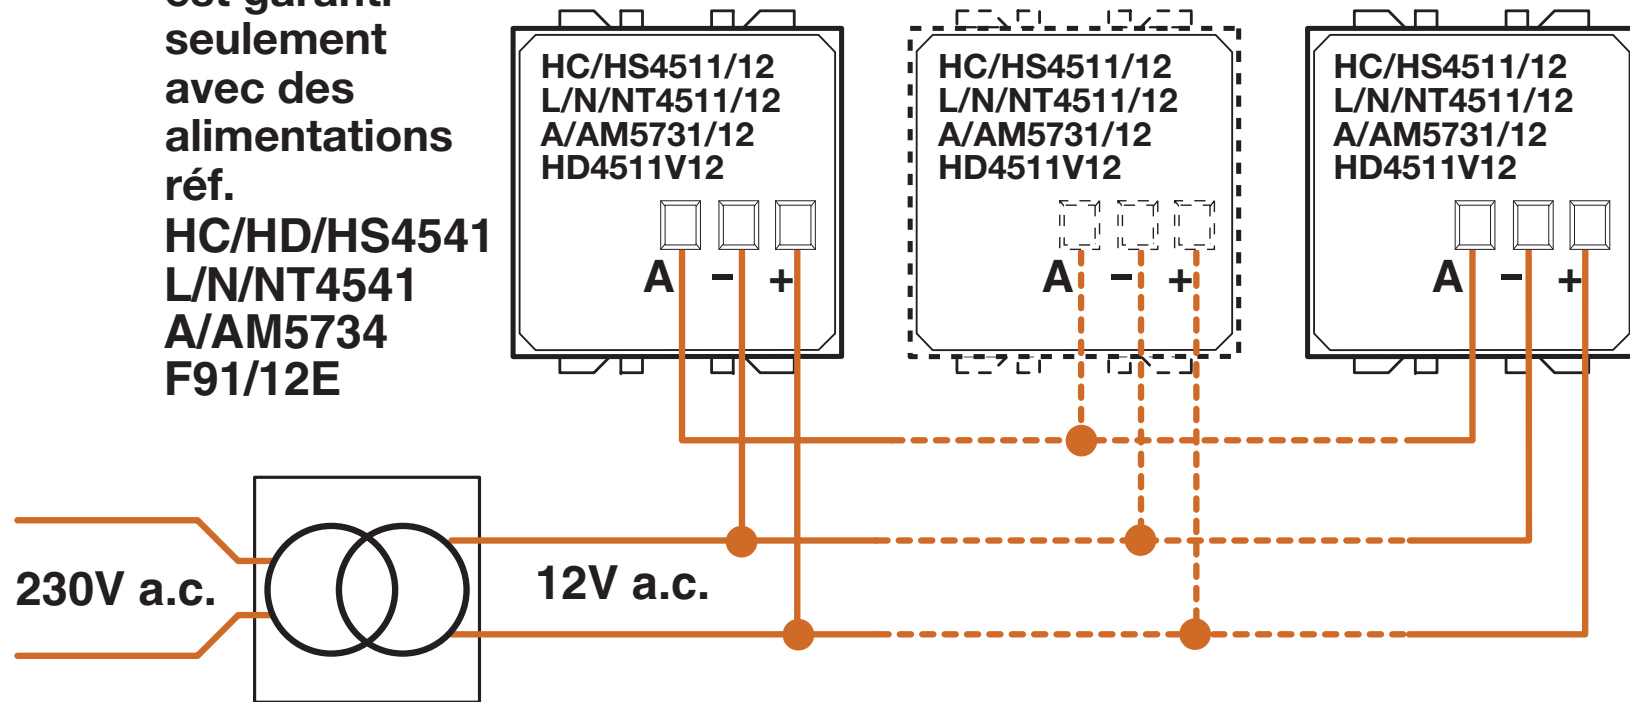 est garanti
seulement
avec des
alimentations
réf.
HC/HD/HS4541
L/N/NT4541
A/AM5734
F91/12E
HC/HS4511/12
L/N/NT4511/12
A/AM5731/12
HD4511V12
A − +
HC/HS4511/12
L/N/NT4511/12
A/AM5731/12
HD4511V12
A − +
HC/HS4511/12
L/N/NT4511/12
A/AM5731/12
HD4511V12
A − +
230V a.c.
12V a.c.